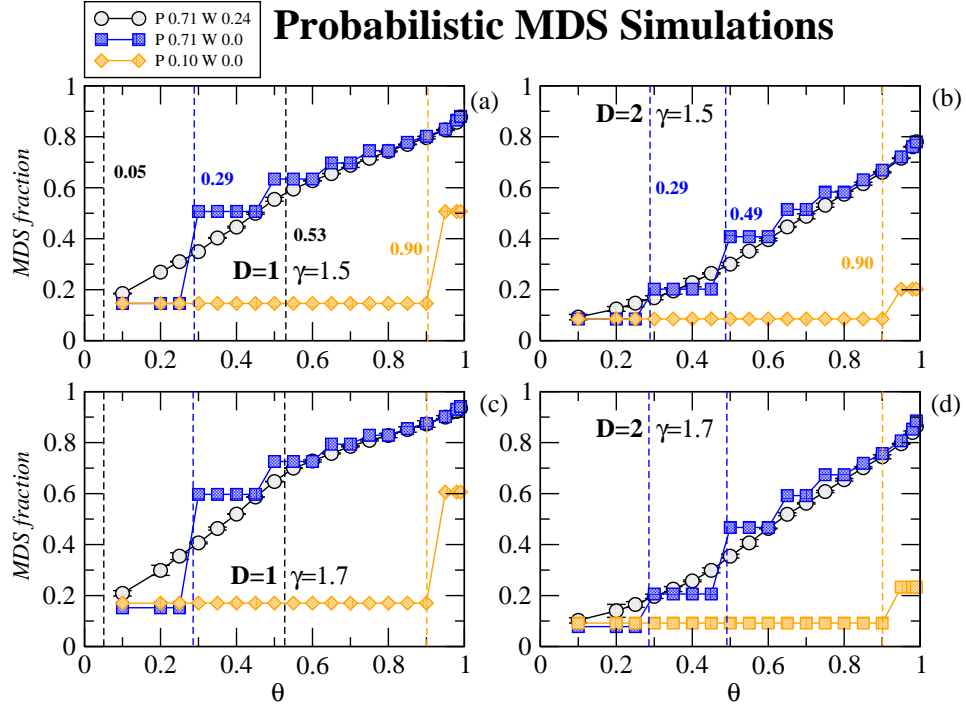 Probabilistic MDS Simulations
P 0.71 W 0.24
P 0.71 W 0.0
P 0.10 W 0.0
(a)
MDS fraction
1
0.8
0.6
0.4
0.2
0
0 0.2 0.4 0.6 0.8 1
0.05
0.29
0.53
0.90
D=1 γ=1.5
(b)
1
0.8
0.6
0.4
0.2
0
0 0.2 0.4 0.6 0.8 1
D=2 γ=1.5
0.29
0.49
0.90
(c)
MDS fraction
1
0.8
0.6
0.4
0.2
0
0 0.2 0.4 0.6 0.8 1
θ
D=1 γ=1.7
(d)
1
0.8
0.6
0.4
0.2
0
0 0.2 0.4 0.6 0.8 1
θ
D=2 γ=1.7